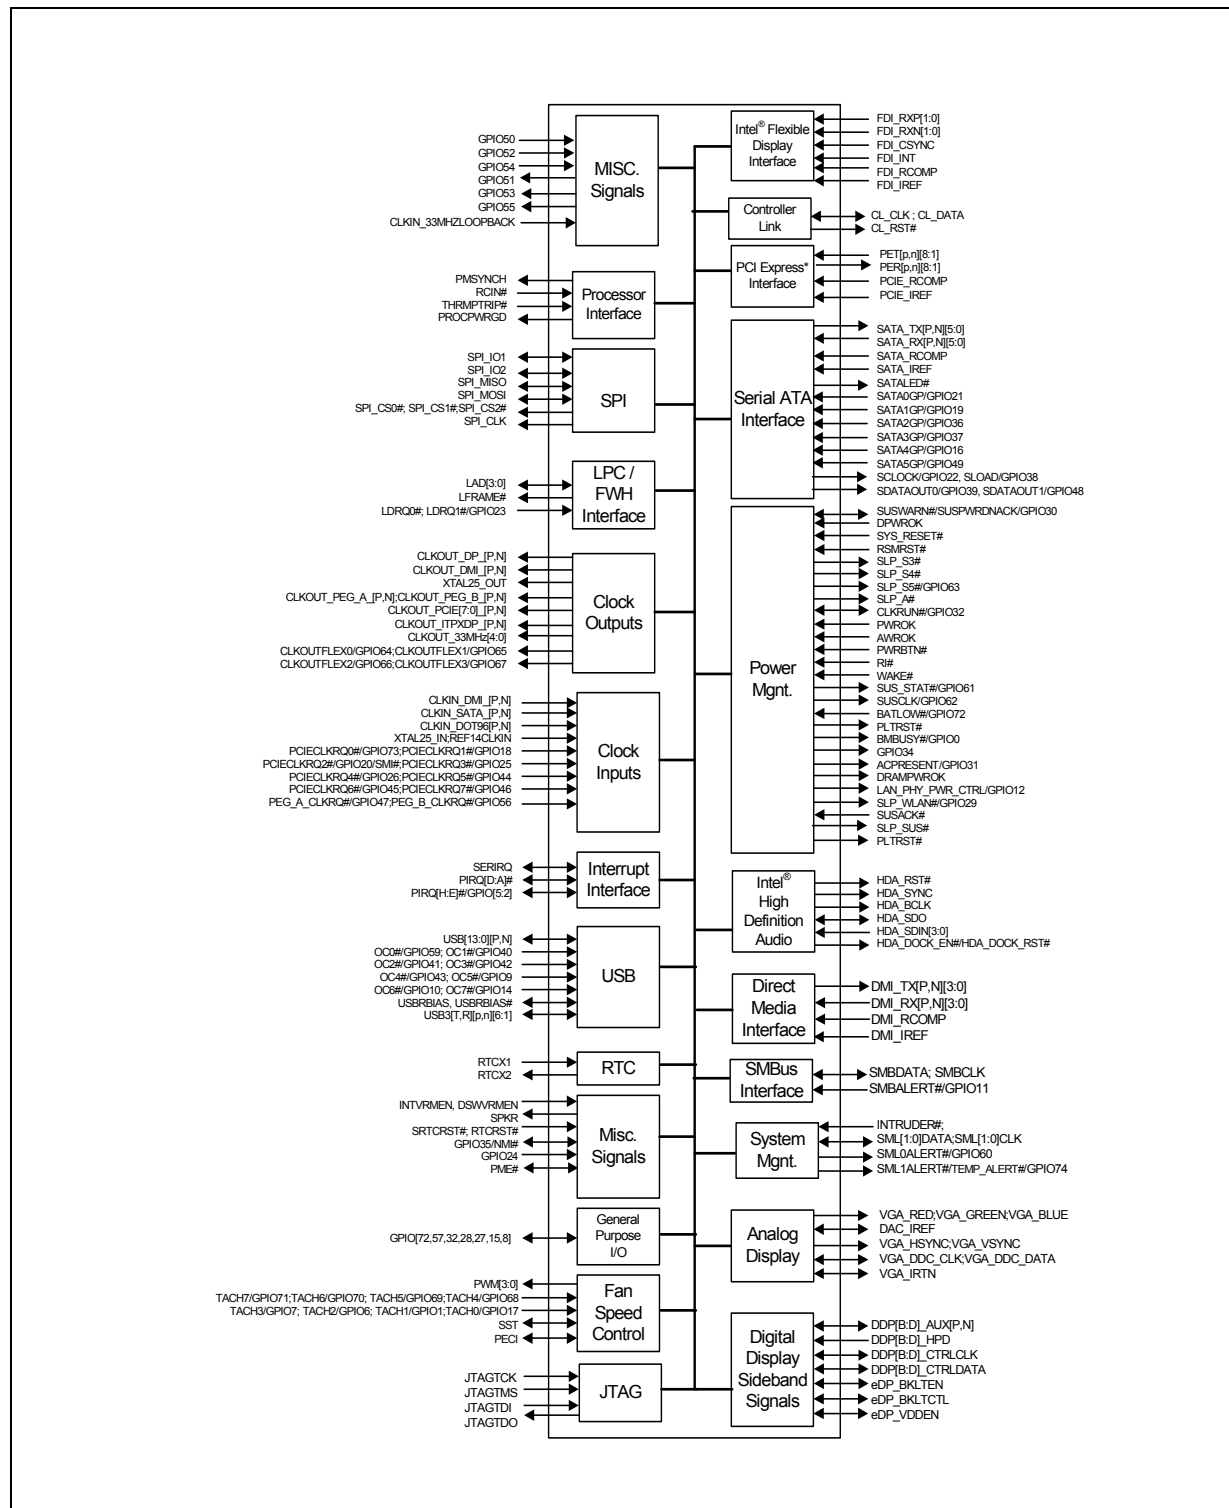 GPIO50
GPIO52
GPIO54
GPIO51
GPIO53
GPIO55
CLKIN_33MHZLOOPBACK
MISC.
Signals
PMSYNCH
RCIN#
THRMPTRIP#
PROCPWRGD
Processor
Interface
SPI_IO1
SPI_IO2
SPI_MISO
SPI_MOSI
SPI_CS0#; SPI_CS1#;SPI_CS2#
SPI_CLK
SPI
LAD[3:0]
LFRAME#
LDRQ0#; LDRQ1#/GPIO23
LPC /
FWH
Interface
CLKOUT_DP_[P,N]
CLKOUT_DMI_[P,N]
XTAL25_OUT
CLKOUT_PEG_A_[P,N];CLKOUT_PEG_B_[P,N]
CLKOUT_PCIE[7:0]_[P,N]
CLKOUT_ITPXDP_[P,N]
CLKOUT_33MHz[4:0]
CLKOUTFLEX0/GPIO64;CLKOUTFLEX1/GPIO65
CLKOUTFLEX2/GPIO66;CLKOUTFLEX3/GPIO67
Clock
Outputs
CLKIN_DMI_[P,N]
CLKIN_SATA_[P,N]
CLKIN_DOT96[P,N]
XTAL25_IN;REF14CLKIN
PCIECLKRQ0#/GPIO73;PCIECLKRQ1#/GPIO18
PCIECLKRQ2#/GPIO20/SMI#;PCIECLKRQ3#/GPIO25
PCIECLKRQ4#/GPIO26;PCIECLKRQ5#/GPIO44
PCIECLKRQ6#/GPIO45;PCIECLKRQ7#/GPIO46
PEG_A_CLKRQ#/GPIO47;PEG_B_CLKRQ#/GPIO56
Clock
Inputs
SERIRQ
PIRQ[D:A]#
PIRQ[H:E]#/GPIO[5:2]
Interrupt
Interface
USB[13:0][P,N]
OC0#/GPIO59; OC1#/GPIO40
OC2#/GPIO41; OC3#/GPIO42
OC4#/GPIO43; OC5#/GPIO9
OC6#/GPIO10; OC7#/GPIO14
USBRBIAS, USBRBIAS#
USB3[T,R][p,n][6:1]
USB
RTCX1
RTCX2
RTC
INTVRMEN, DSWVRMEN
SPKR
SRTCRST#; RTCRST#
GPIO35/NMI#
GPIO24
PME#
Misc.
Signals
GPIO[72,57,32,28,27,15,8]
General
Purpose
I/O
PWM[3:0]
TACH7/GPIO71;TACH6/GPIO70; TACH5/GPIO69;TACH4/GPIO68
TACH3/GPIO7; TACH2/GPIO6; TACH1/GPIO1;TACH0/GPIO17
SST
PECI
Fan
Speed
Control
JTAGTCK
JTAGTMS
JTAGTDI
JTAGTDO
JTAG
Intel® Flexible
Display
Interface
FDI_RXP[1:0]
FDI_RXN[1:0]
FDI_CSYNC
FDI_INT
FDI_RCOMP
FDI_IREF
Controller
Link
CL_CLK ; CL_DATA
CL_RST#
PCI Express*
Interface
PET[p,n][8:1]
PER[p,n][8:1]
PCIE_RCOMP
PCIE_IREF
Serial ATA
Interface
SATA_TX[P,N][5:0]
SATA_RX[P,N][5:0]
SATA_RCOMP
SATA_IREF
SATALED#
SATA0GP/GPIO21
SATA1GP/GPIO19
SATA2GP/GPIO36
SATA3GP/GPIO37
SATA4GP/GPIO16
SATA5GP/GPIO49
SCLOCK/GPIO22, SLOAD/GPIO38
SDATAOUT0/GPIO39, SDATAOUT1/GPIO48
Power
Mgnt.
SUSWARN#/SUSPWRDNACK/GPIO30
DPWROK
SYS_RESET#
RSMRST#
SLP_S3#
SLP_S4#
SLP_S5#/GPIO63
SLP_A#
CLKRUN#/GPIO32
PWROK
AWROK
PWRBTN#
RI#
WAKE#
SUS_STAT#/GPIO61
SUSCLK/GPIO62
BATLOW#/GPIO72
PLTRST#
BMBUSY#/GPIO0
GPIO34
ACPRESENT/GPIO31
DRAMPWROK
LAN_PHY_PWR_CTRL/GPIO12
SLP_WLAN#/GPIO29
SUSACK#
SLP_SUS#
PLTRST#
Intel®
High
Definition
Audio
HDA_RST#
HDA_SYNC
HDA_BCLK
HDA_SDO
HDA_SDIN[3:0]
HDA_DOCK_EN#/HDA_DOCK_RST#
Direct
Media
Interface
DMI_TX[P,N][3:0]
DMI_RX[P,N][3:0]
DMI_RCOMP
DMI_IREF
SMBus
Interface
SMBDATA; SMBCLK
SMBALERT#/GPIO11
System
Mgnt.
INTRUDER#;
SML[1:0]DATA;SML[1:0]CLK
SML0ALERT#/GPIO60
SML1ALERT#/TEMP_ALERT#/GPIO74
Analog
Display
VGA_RED;VGA_GREEN;VGA_BLUE
DAC_IREF
VGA_HSYNC;VGA_VSYNC
VGA_DDC_CLK;VGA_DDC_DATA
VGA_IRTN
Digital
Display
Sideband
Signals
DDP[B:D]_AUX[P,N]
DDP[B:D]_HPD
DDP[B:D]_CTRLCLK
DDP[B:D]_CTRLDATA
eDP_BKLTEN
eDP_BKLTCTL
eDP_VDDEN